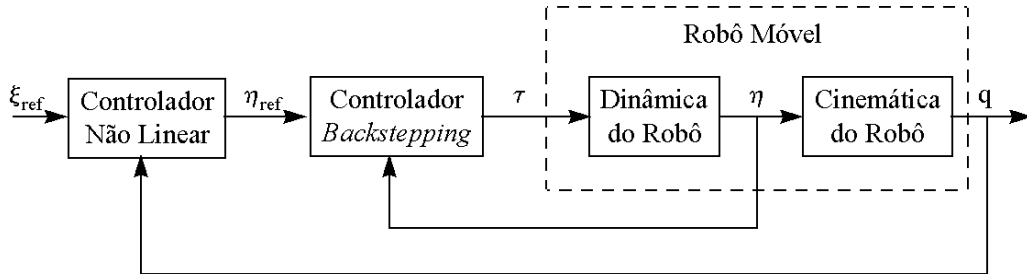 Robô Móvel
ξref
Controlador
Não Linear
ηref
Controlador
Backstepping
τ
Dinâmica
do Robô
η
Cinemática
do Robô
q